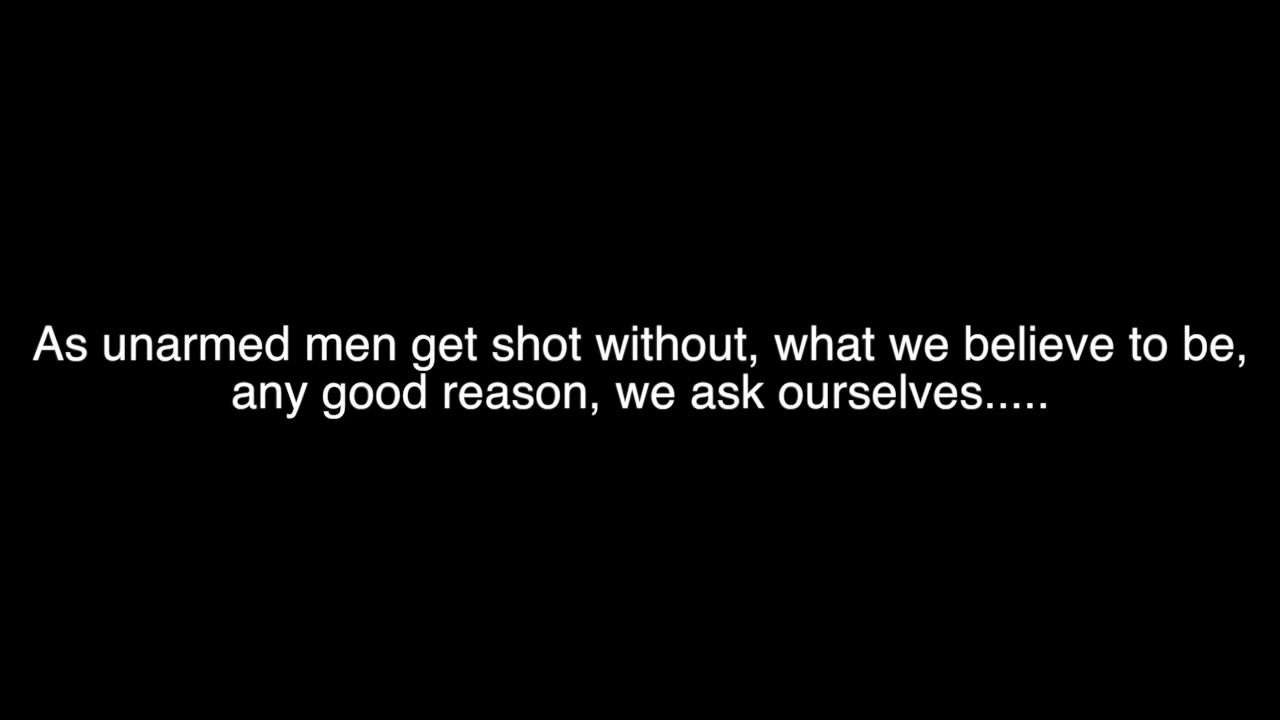 As unarmed men get shot without, what we believe to be,
any good reason, we ask ourselves.....